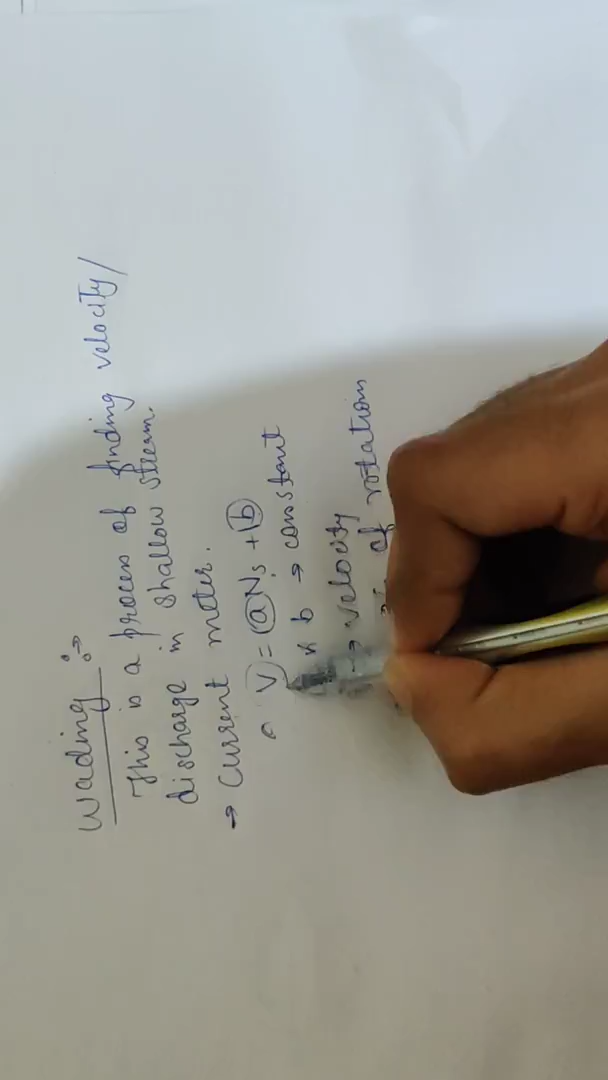 Wading :→
This is a process of finding velocity/
discharge in shallow stream.
→ Current meter.
V = aNs + b
b → constant
→ velocity
of rotation